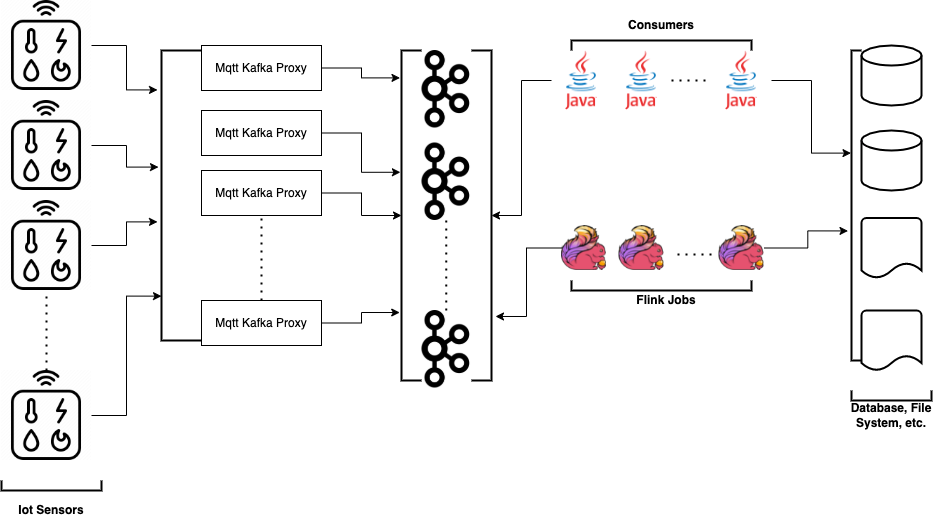 Consumers
Mqtt Kafka Proxy
Java
Java
Java
Mqtt Kafka Proxy
Mqtt Kafka Proxy
Flink Jobs
Mqtt Kafka Proxy
Database, File
System, etc.
Iot Sensors